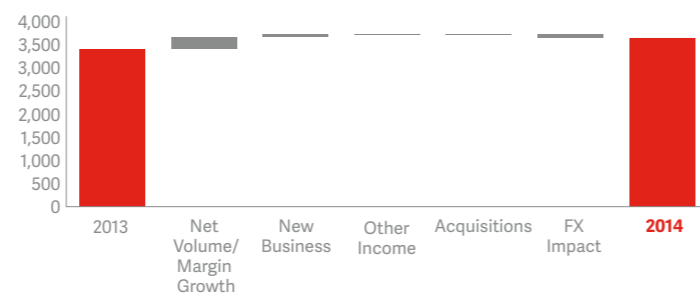 4,000
3,500
3,000
2,500
2,000
1,500
1,000
500
0
2013
Net
Volume/
Margin
Growth
New
Business
Other
Income
Acquisitions
FX
Impact
2014